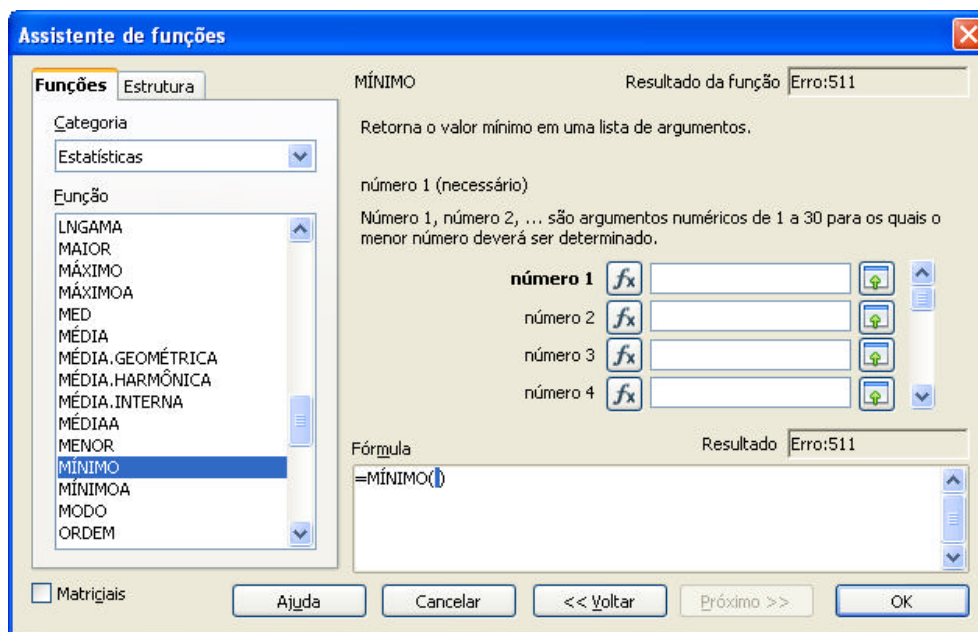 Assistente de funções
Funções
Estrutura
Categoria
Estatísticas
Função
LNGAMA
MAIOR
MÁXIMO
MÁXIMOA
MED
MÉDIA
MÉDIA.GEOMÉTRICA
MÉDIA.HARMÔNICA
MÉDIA.INTERNA
MÉDIAA
MENOR
MÍNIMO
MÍNIMOA
MODO
ORDEM
MÍNIMO
Resultado da função Erro:511
Retorna o valor mínimo em uma lista de argumentos.
número 1 (necessário)
Número 1, número 2, ... são argumentos numéricos de 1 a 30 para os quais o
menor número deverá ser determinado.
número 1
número 2
número 3
número 4
Fórmula
Resultado Erro:511
=MÍNIMO()
Matriciais
Ajuda
Cancelar
<< Voltar
Próximo >>
OK